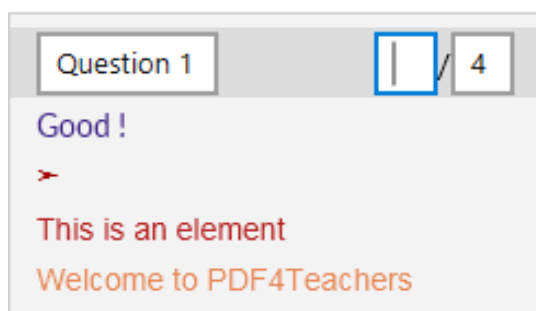 Question 1 / 4
Good !
➢
This is an element
Welcome to PDF4Teachers